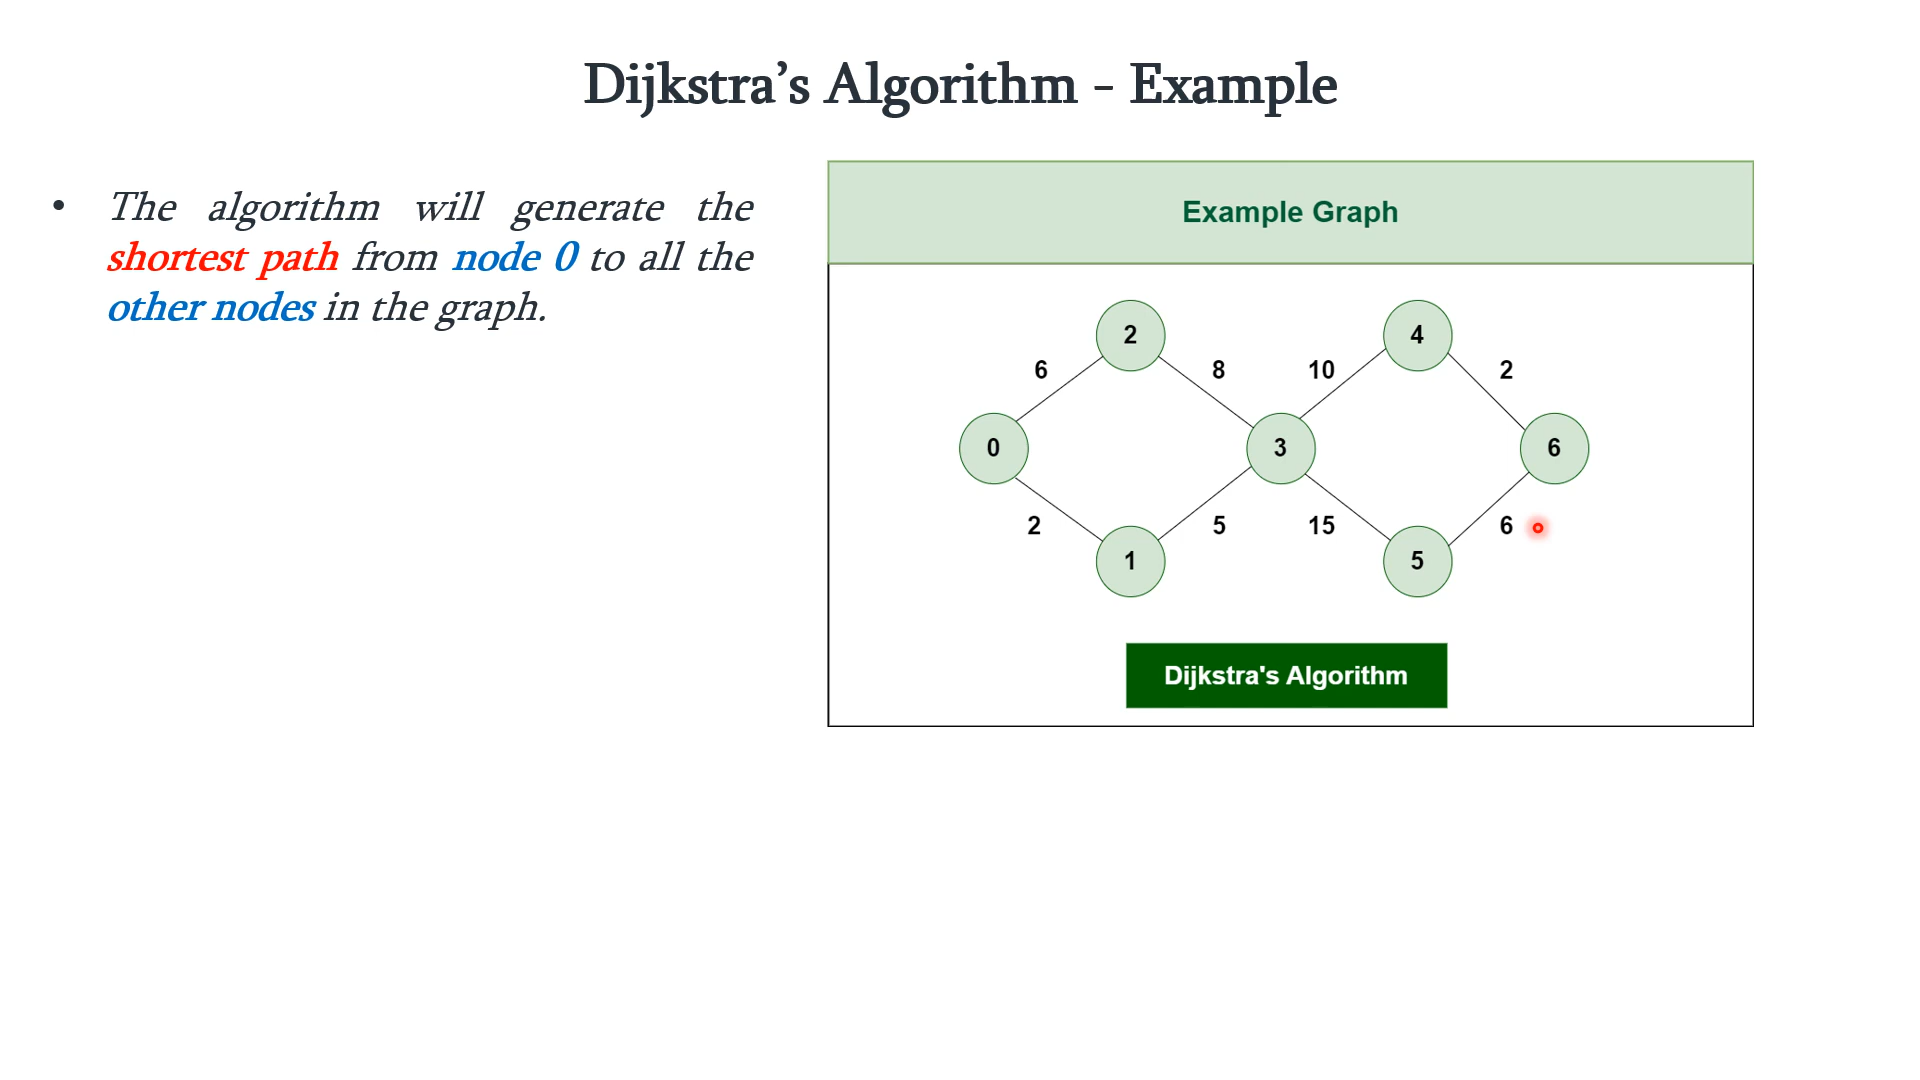 Dijkstra’s Algorithm - Example
• The algorithm will generate the
shortest path from node 0 to all the
other nodes in the graph.
Example Graph
2 4
6 8 10 2
0 3 6
2 5 15 6
1 5
Dijkstra's Algorithm